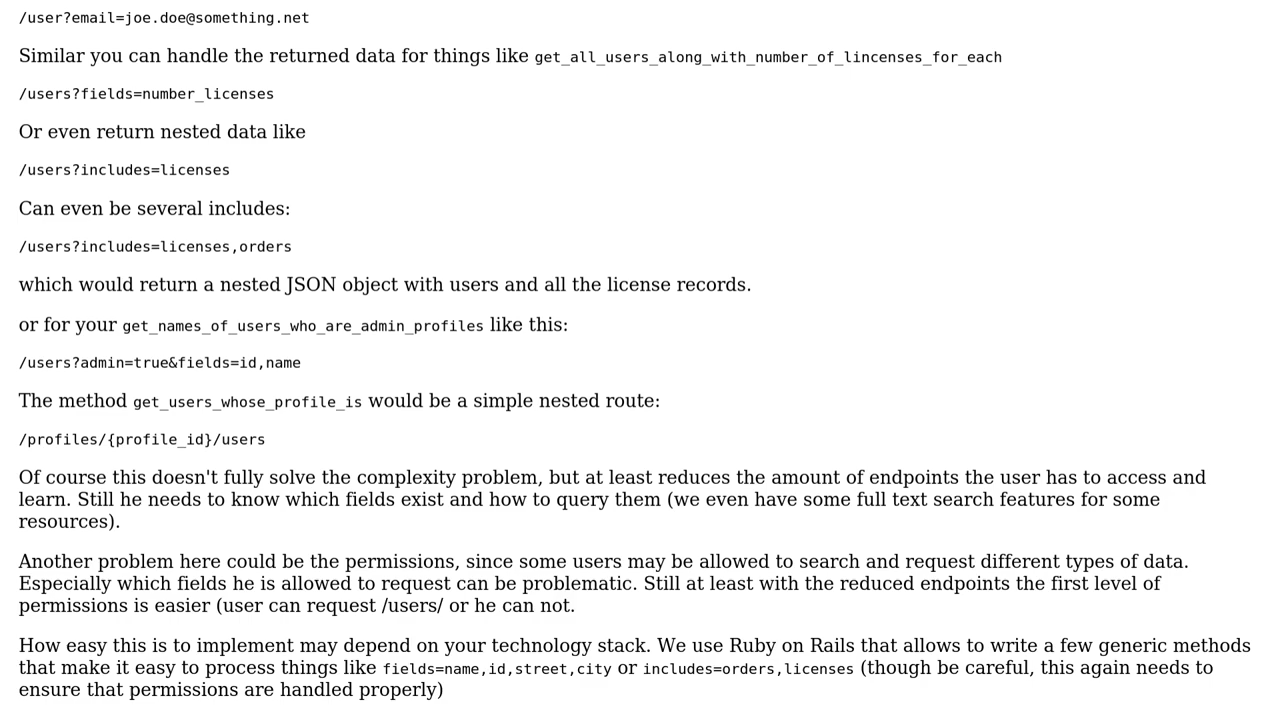 /user?email=joe.doe@something.net
Similar you can handle the returned data for things like get_all_users_along_with_number_of_lincenses_for_each
/users?fields=number_licenses
Or even return nested data like
/users?includes=licenses
Can even be several includes:
/users?includes=licenses,orders
which would return a nested JSON object with users and all the license records.
or for your get_names_of_users_who_are_admin_profiles like this:
/users?admin=true&fields=id,name
The method get_users_whose_profile_is would be a simple nested route:
/profiles/{profile_id}/users
Of course this doesn't fully solve the complexity problem, but at least reduces the amount of endpoints the user has to access and
learn. Still he needs to know which fields exist and how to query them (we even have some full text search features for some
resources).
Another problem here could be the permissions, since some users may be allowed to search and request different types of data.
Especially which fields he is allowed to request can be problematic. Still at least with the reduced endpoints the first level of
permissions is easier (user can request /users/ or he can not.
How easy this is to implement may depend on your technology stack. We use Ruby on Rails that allows to write a few generic methods
that make it easy to process things like fields=name,id,street,city or includes=orders,licenses (though be careful, this again needs to
ensure that permissions are handled properly)